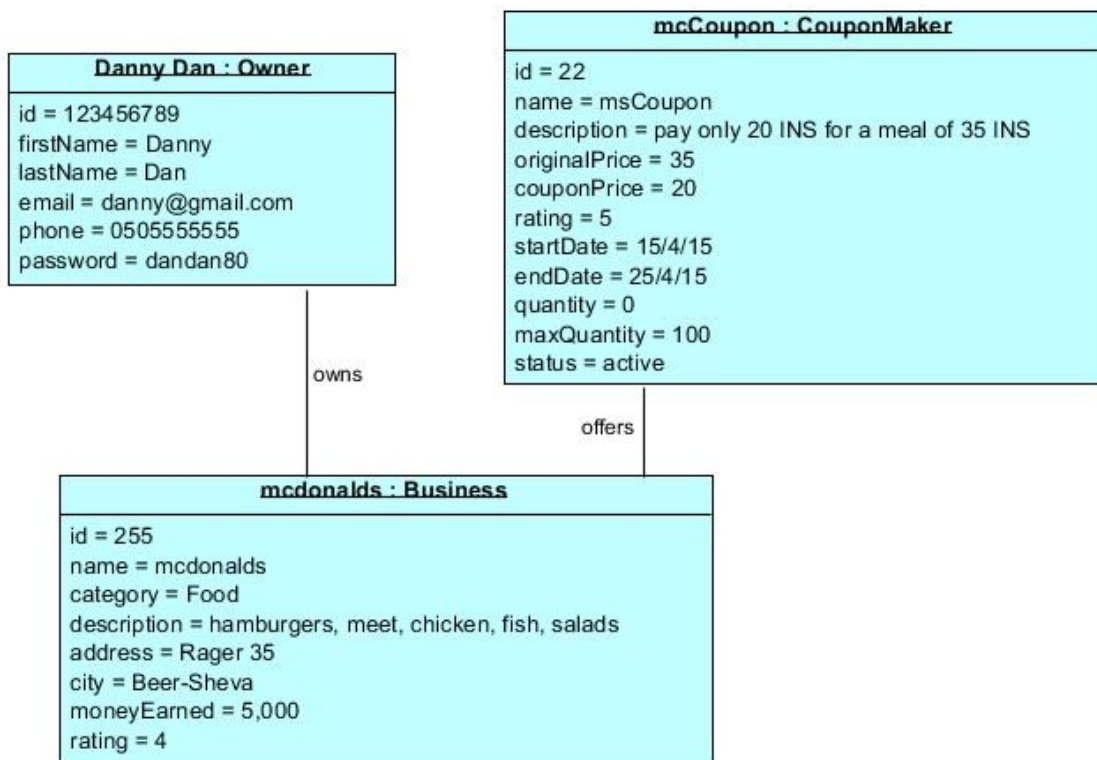 Danny Dan : Owner
id = 123456789
firstName = Danny
lastName = Dan
email = danny@gmail.com
phone = 0505555555
password = dandan80
mcCoupon : CouponMaker
id = 22
name = msCoupon
description = pay only 20 INS for a meal of 35 INS
originalPrice = 35
couponPrice = 20
rating = 5
startDate = 15/4/15
endDate = 25/4/15
quantity = 0
maxQuantity = 100
status = active
owns
offers
mcdonalds : Business
id = 255
name = mcdonalds
category = Food
description = hamburgers, meet, chicken, fish, salads
address = Rager 35
city = Beer-Sheva
moneyEarned = 5,000
rating = 4